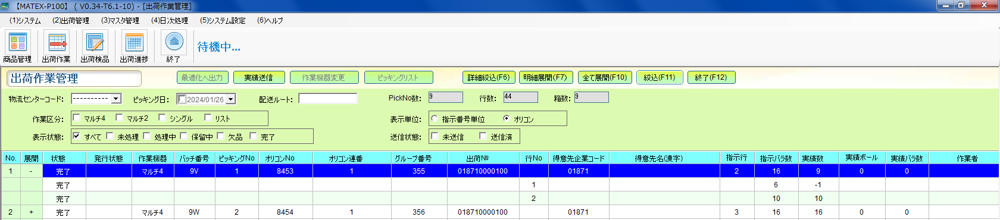 【MATEX-P100】 ( V0.34-T6.1-10) - [出荷作業管理]
(1)システム (2)出荷管理 (3)マスタ管理 (4)日次処理 (5)システム設定 (6)ヘルプ
商品管理 出荷作業 出荷検品 出荷進捗 終了 待機中...
出荷作業管理 最適化へ出力 実績送信 作業機器変更 ピッキングリスト 詳細絞込(F6) 明細展開(F7) 全て展開(F10) 絞込(F11) 終了(F12)
物流センターコード: ---------- ピッキング日: 2024/01/26 配送ルート: PickNo数: 9 行数: 44 箱数: 9
作業区分: マルチ4 マルチ2 シングル リスト 表示単位: 指示番号単位 オリコン
表示状態: すべて 未処理 処理中 保留中 欠品 完了 送信状態: 未送信 送信済
No. 展開 状態 発行状態 作業機器 バッチ番号 ピッキングNo オリコンNo オリコン連番 グループ番号 出荷№ 行No 得意先企業コード 得意先名(漢字) 指示行 指示バラ数 実績数 実績ボール 実績バラ数 作業者
1 - 完了 マルチ4 9V 1 8453 1 355 018710000100 01871 2 16 9 0 0
完了 1 6 -1
完了 2 10 10
2 + 完了 マルチ4 9W 2 8454 1 356 018710000100 01871 3 16 16 0 0